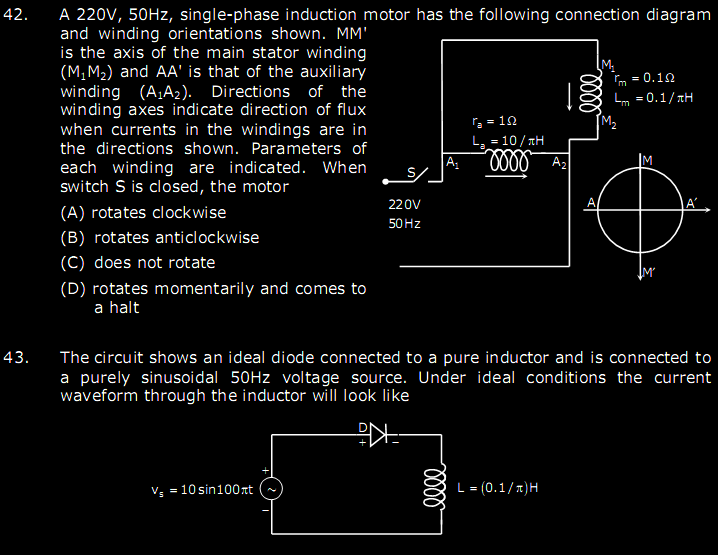 42. A 220V, 50Hz, single-phase induction motor has the following connection diagram
and winding orientations shown. MM'
is the axis of the main stator winding
(M₁M₂) and AA' is that of the auxiliary
winding (A₁A₂). Directions of the
winding axes indicate direction of flux
when currents in the windings are in
the directions shown. Parameters of
each winding are indicated. When
switch S is closed, the motor
(A) rotates clockwise
(B) rotates anticlockwise
(C) does not rotate
(D) rotates momentarily and comes to
a halt
M₁
rₘ = 0.1Ω
Lₘ = 0.1/πH
M₂
rₐ = 1Ω
Lₐ = 10/πH
A₁
A₂
S
220V
50Hz
M
A
A′
M′
43. The circuit shows an ideal diode connected to a pure inductor and is connected to
a purely sinusoidal 50Hz voltage source. Under ideal conditions the current
waveform through the inductor will look like
D
+ –
+
vₛ = 10sin100πt
~
–
L = (0.1/π)H